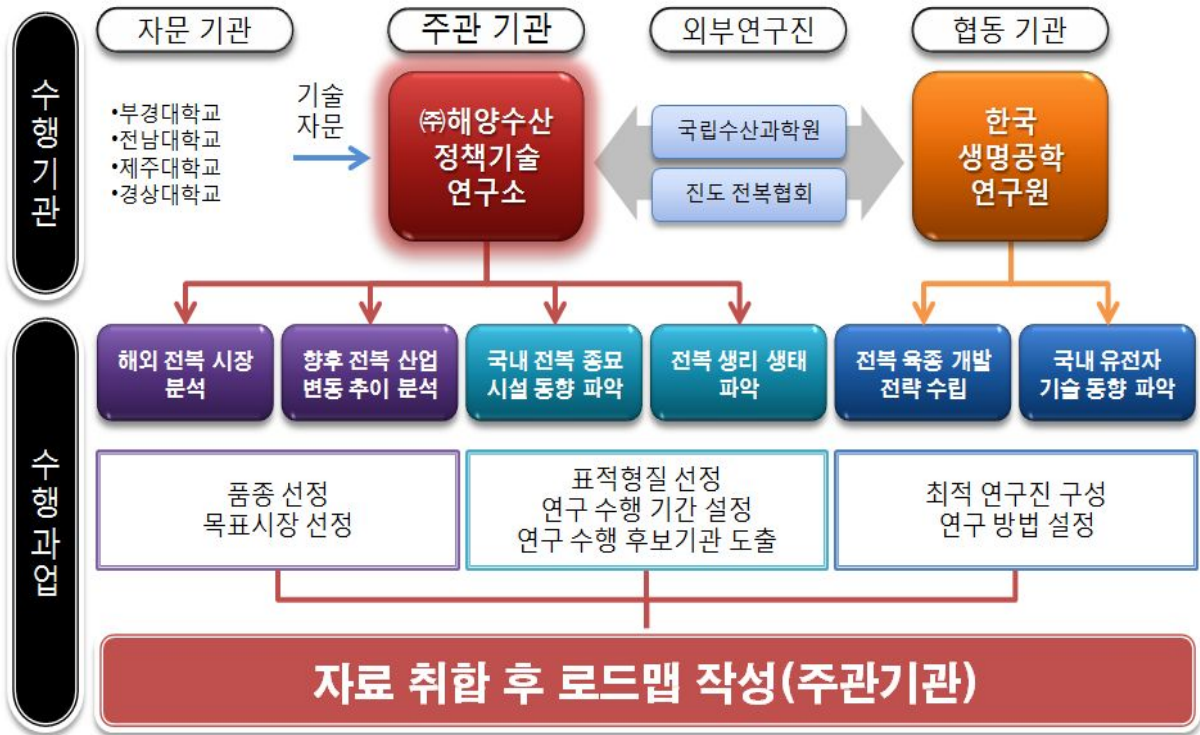 수행기관
자문 기관
주관 기관
외부연구진
협동 기관
•부경대학교
•전남대학교
•제주대학교
•경상대학교
기술
자문
㈜해양수산
정책기술
연구소
국립수산과학원
진도 전복협회
한국
생명공학
연구원
수행과업
해외 전복 시장
분석
향후 전복 산업
변동 추이 분석
국내 전복 종묘
시설 동향 파악
전복 생리 생태
파악
전복 육종 개발
전략 수립
국내 유전자
기술 동향 파악
품종 선정
목표시장 선정
표적형질 선정
연구 수행 기간 설정
연구 수행 후보기관 도출
최적 연구진 구성
연구 방법 설정
자료 취합 후 로드맵 작성(주관기관)